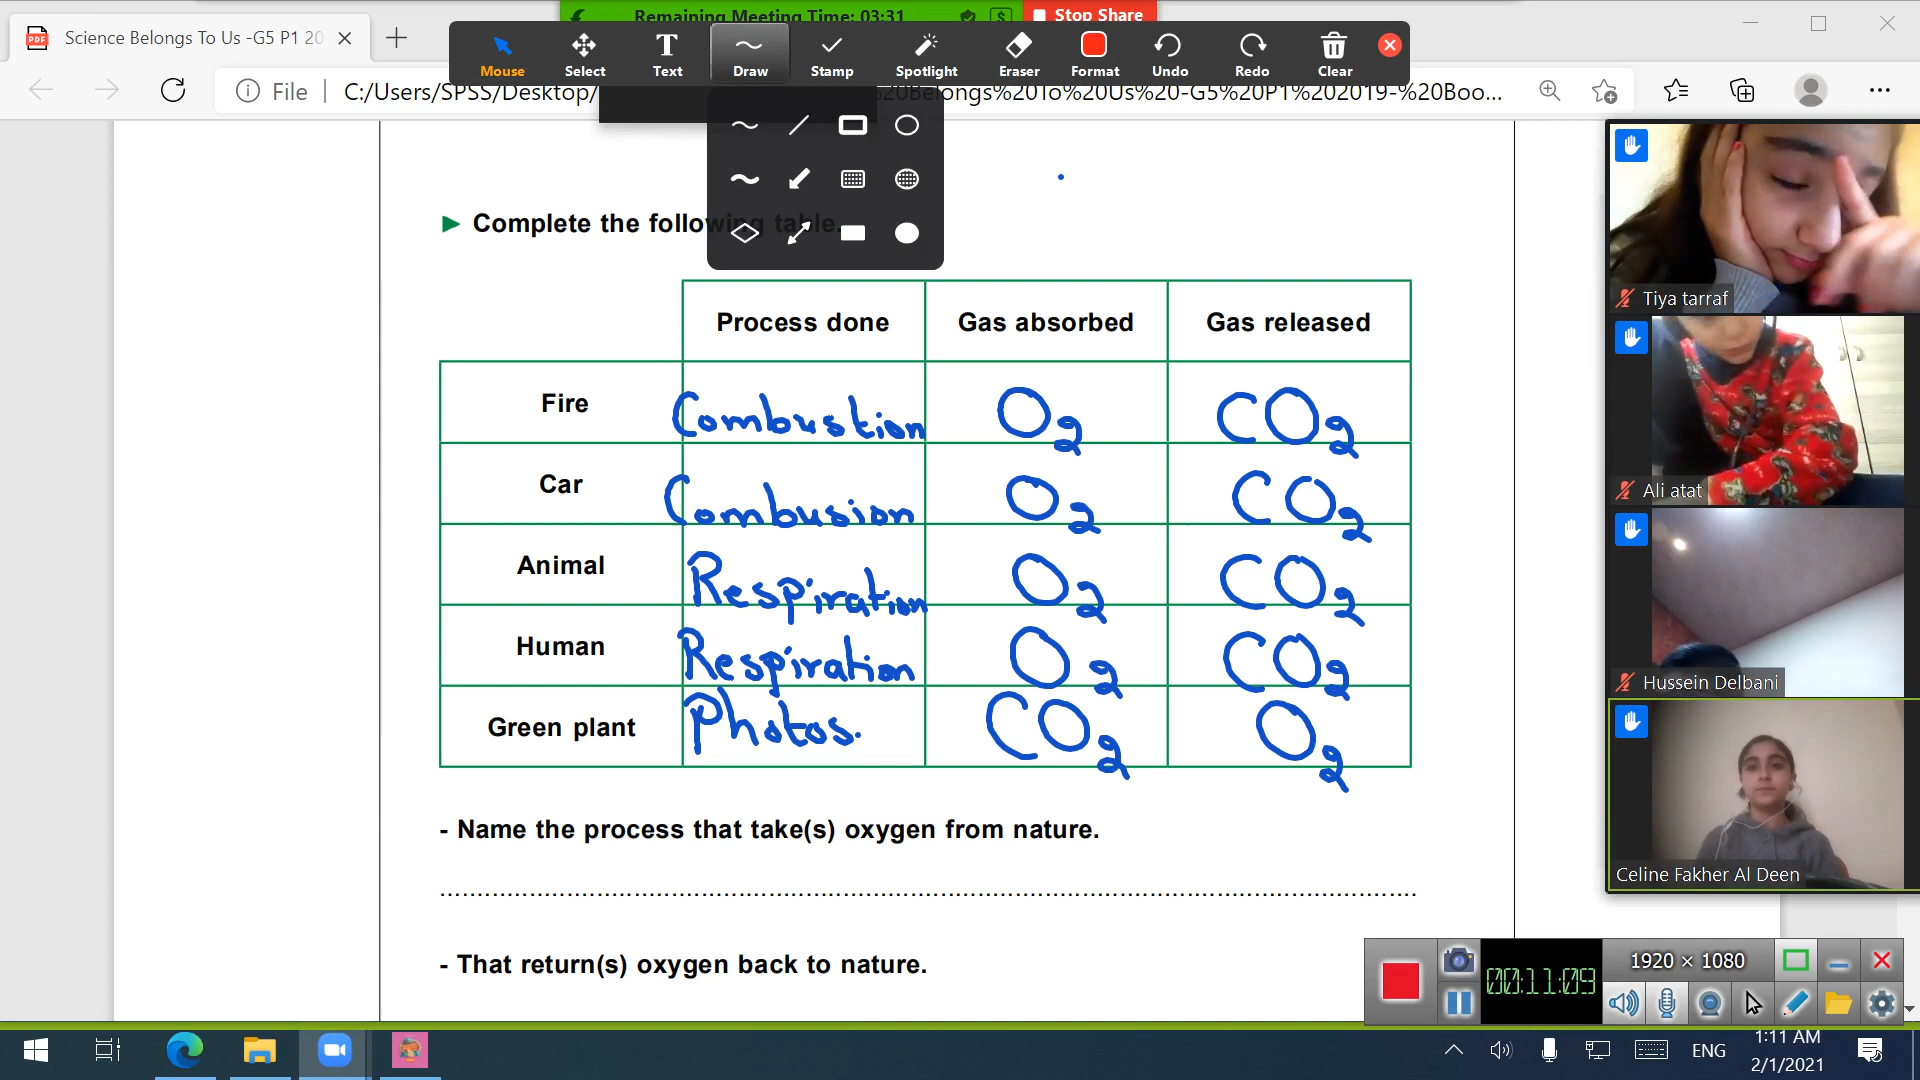 Remaining Meeting Time: 03:31
Stop Share
Science Belongs To Us -G5 P1 20
Mouse
Select
Text
Draw
Stamp
Spotlight
Eraser
Format
Undo
Redo
Clear
File
C:/Users/SPSS/Desktop/
20Belongs%20To%20Us%20-G5%20P1%202019-%20Boo...
► Complete the following table.
Process done Gas absorbed Gas released
Fire Combustion O2 CO2
Car Combusion O2 CO2
Animal Respiration O2 CO2
Human Respiration O2 CO2
Green plant Photos. CO2 O2
- Name the process that take(s) oxygen from nature.
- That return(s) oxygen back to nature.
Tiya tarraf
Ali atat
Hussein Delbani
Celine Fakher Al Deen
1920 × 1080
00:11:09
ENG
1:11 AM
2/1/2021